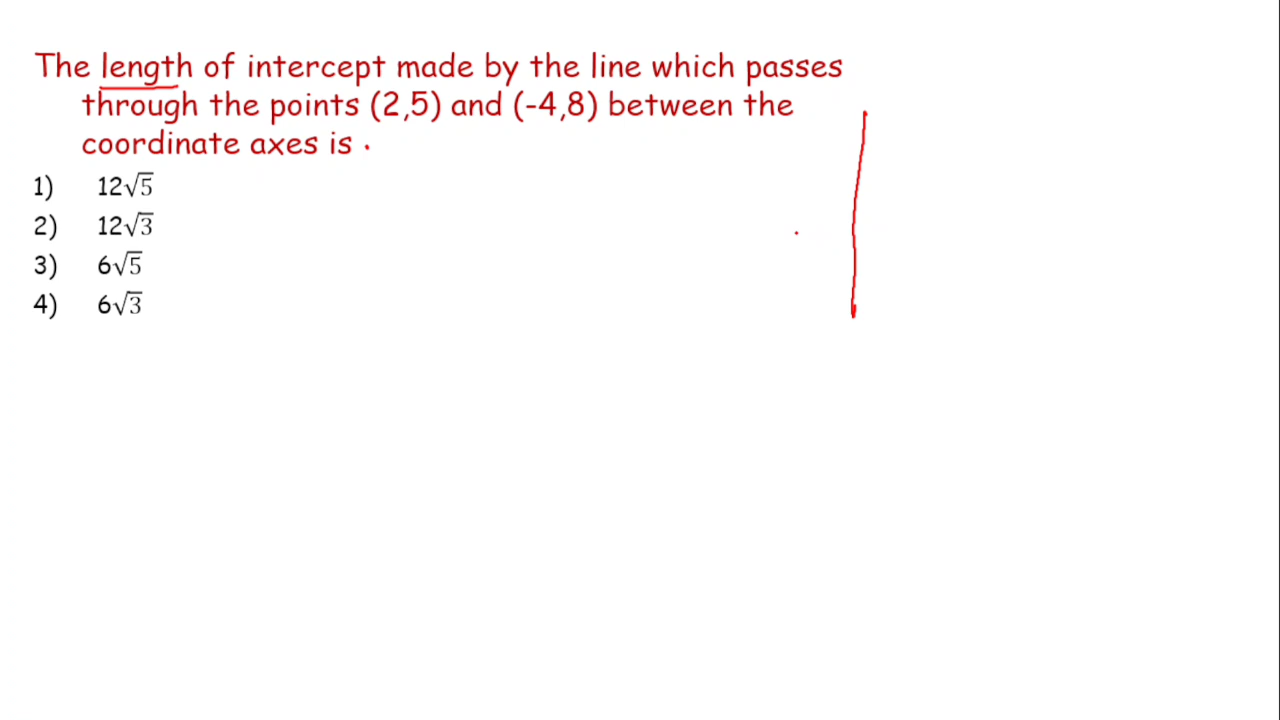 The length of intercept made by the line which passes
through the points (2,5) and (-4,8) between the
coordinate axes is .
1) 12√5
2) 12√3
3) 6√5
4) 6√3